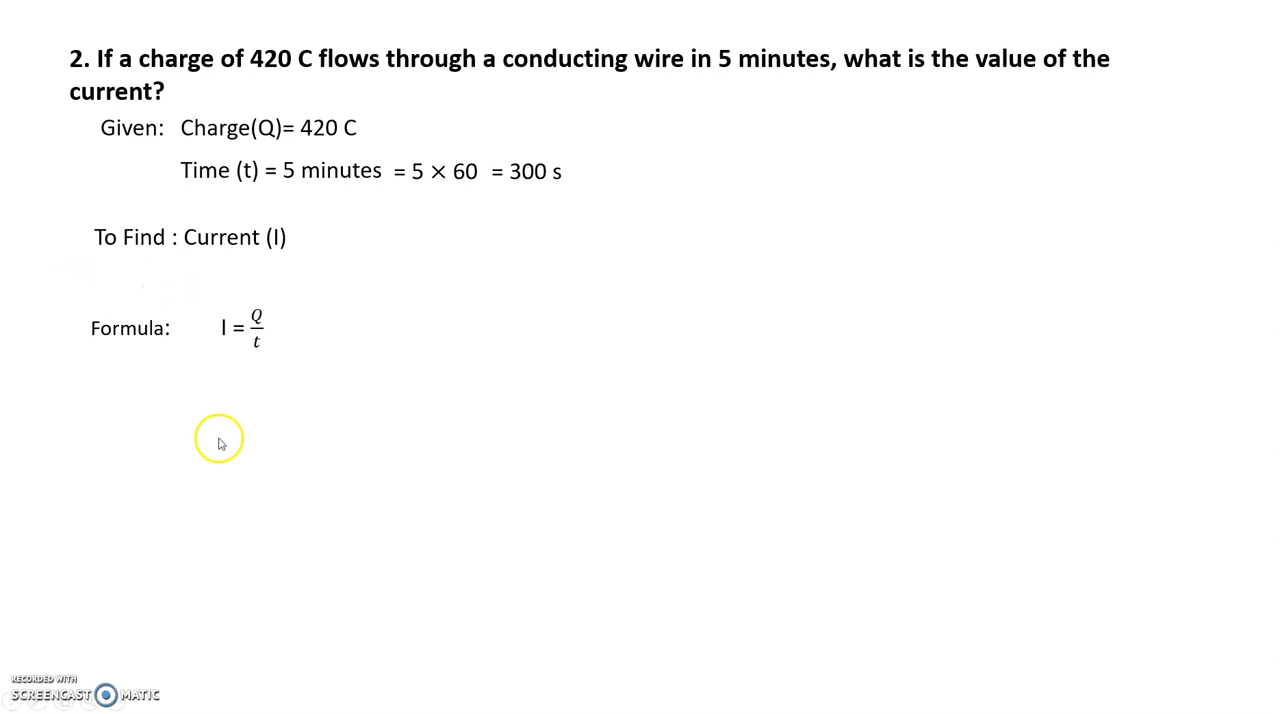 2. If a charge of 420 C flows through a conducting wire in 5 minutes, what is the value of the
current?
Given: Charge(Q)= 420 C
Time (t) = 5 minutes = 5 × 60 = 300 s
To Find : Current (I)
Formula: I = Q/t
RECORDED WITH
SCREENCAST MATIC